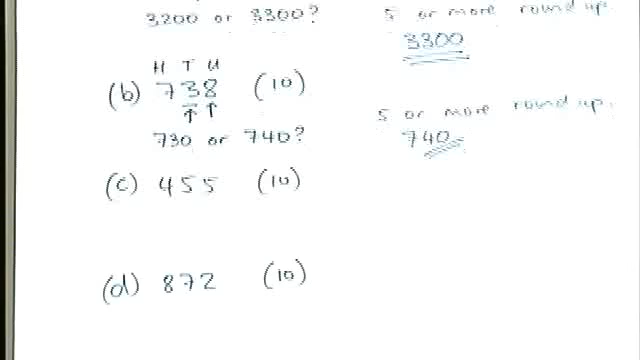 3200 or 3300? 5 or more round up.
3300
H T U
(b) 738 (10)
5 or more round up.
730 or 740? 740
(c) 455 (10)
(d) 872 (10)